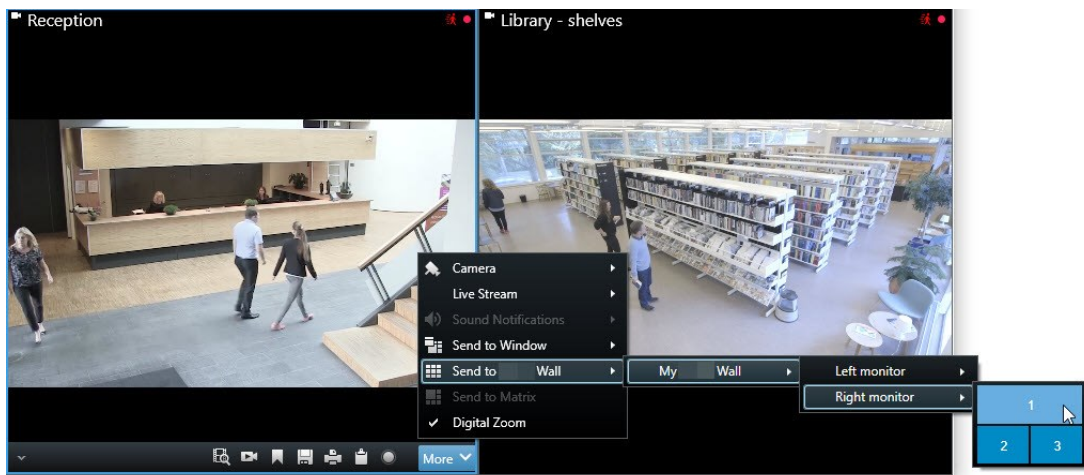 Reception
Library - shelves
Camera
Live Stream
Sound Notifications
Send to Window
Send to Wall
My Wall
Left monitor
Send to Matrix
Right monitor
1
Digital Zoom
2 3
More